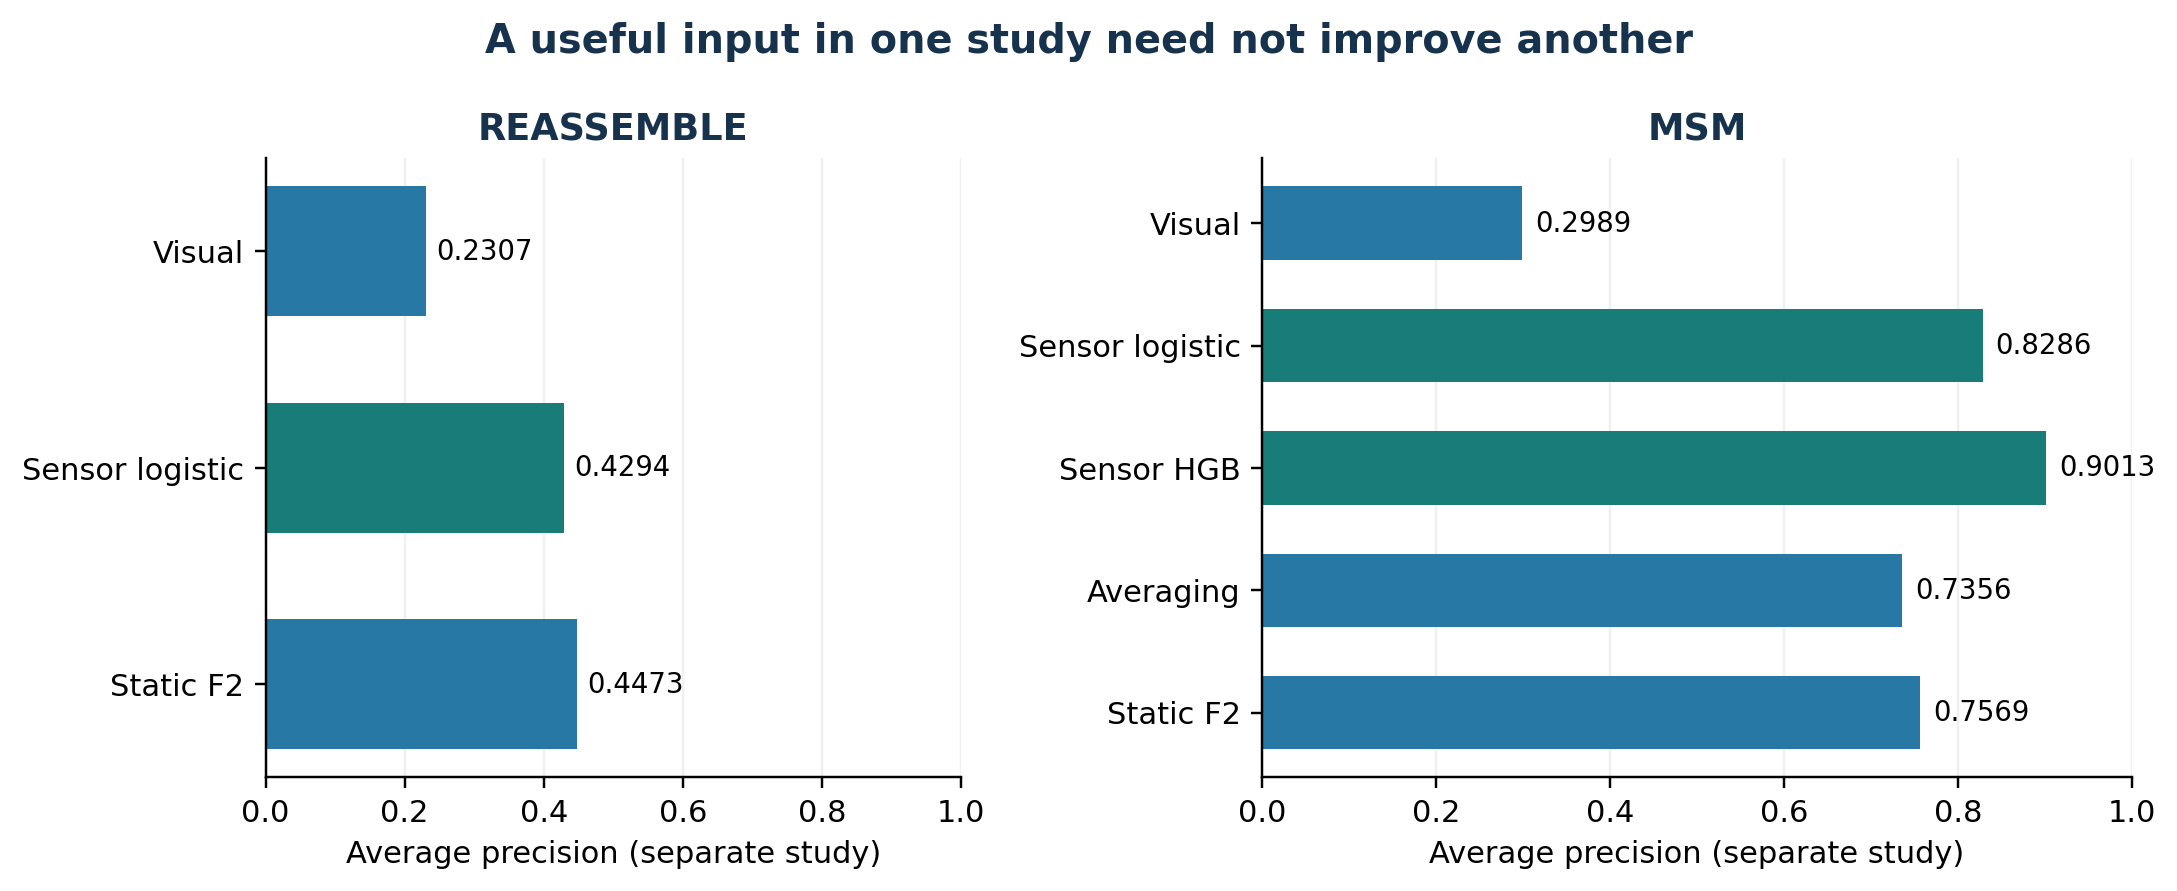 A useful input in one study need not improve another
REASSEMBLE
Visual
0.2307
Sensor logistic
0.4294
Static F2
0.4473
0.0 0.2 0.4 0.6 0.8 1.0
Average precision (separate study)
MSM
Visual
0.2989
Sensor logistic
0.8286
Sensor HGB
0.9013
Averaging
0.7356
Static F2
0.7569
0.0 0.2 0.4 0.6 0.8 1.0
Average precision (separate study)